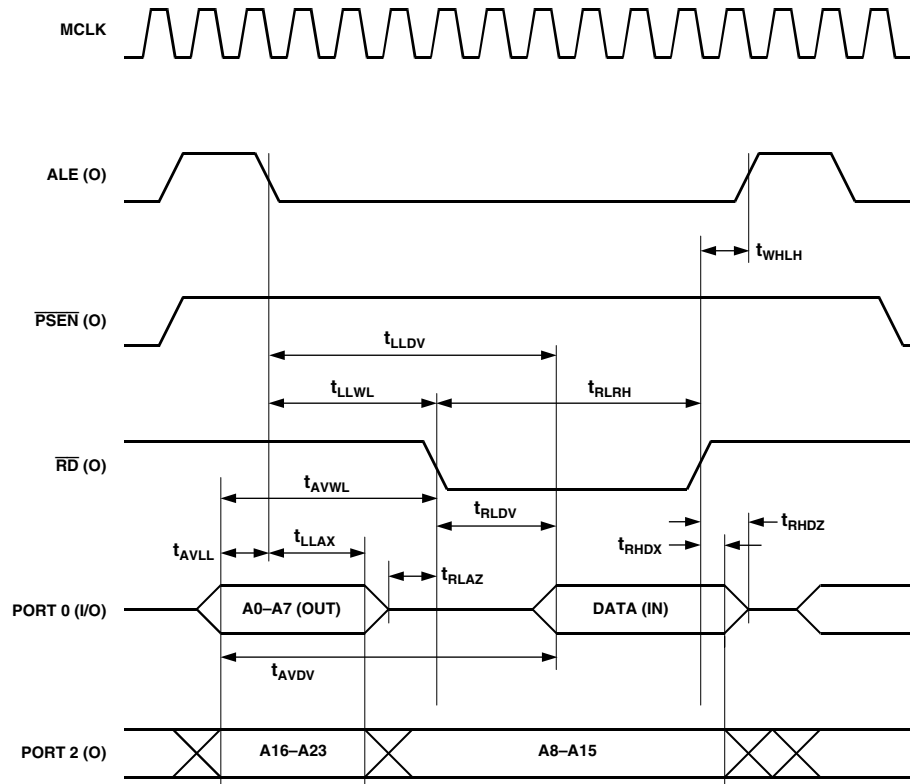 MCLK
ALE (O)
tWHLH
PSEN (O)
tLLDV
tLLWL
tRLRH
RD (O)
tAVWL
tRLDV
tRHDZ
tAVLL
tLLAX
tRHDX
tRLAZ
PORT 0 (I/O)
A0–A7 (OUT)
DATA (IN)
tAVDV
PORT 2 (O)
A16–A23
A8–A15